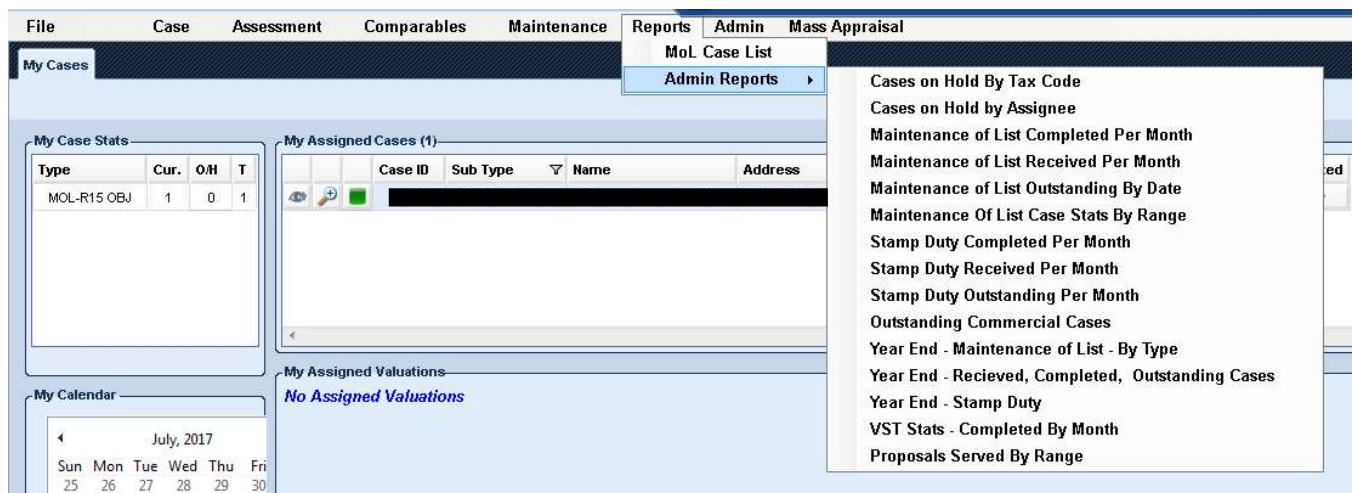 File Case Assessment Comparables Maintenance Reports Admin Mass Appraisal
MoL Case List
Admin Reports
Cases on Hold By Tax Code
Cases on Hold by Assignee
Maintenance of List Completed Per Month
Maintenance of List Received Per Month
Maintenance of List Outstanding By Date
Maintenance Of List Case Stats By Range
Stamp Duty Completed Per Month
Stamp Duty Received Per Month
Stamp Duty Outstanding Per Month
Outstanding Commercial Cases
Year End - Maintenance of List - By Type
Year End - Recieved, Completed, Outstanding Cases
Year End - Stamp Duty
VST Stats - Completed By Month
Proposals Served By Range
My Cases
My Case Stats
Type Cur. O/H T
MOL-R15 OBJ 1 0 1
My Assigned Cases (1)
Case ID Sub Type Name Address ed
My Assigned Valuations
No Assigned Valuations
My Calendar
July, 2017
Sun Mon Tue Wed Thu Fri
25 26 27 28 29 30